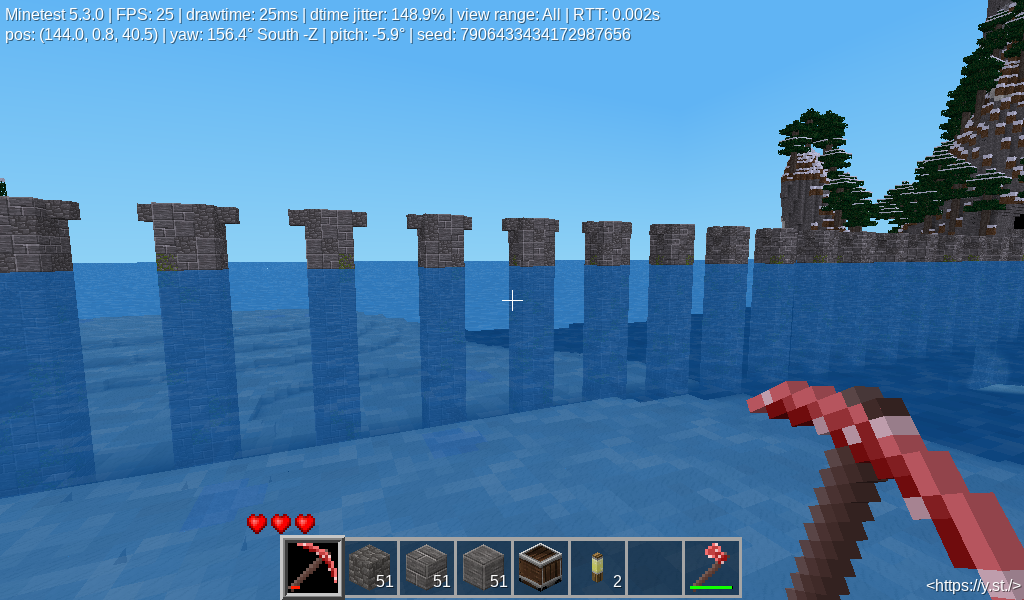 Minetest 5.3.0 | FPS: 25 | drawtime: 25ms | dtime jitter: 148.9% | view range: All | RTT: 0.002s
pos: (144.0, 0.8, 40.5) | yaw: 156.4° South -Z | pitch: -5.9° | seed: 7906433434172987656
51 51 51 2
<https://y.st./>